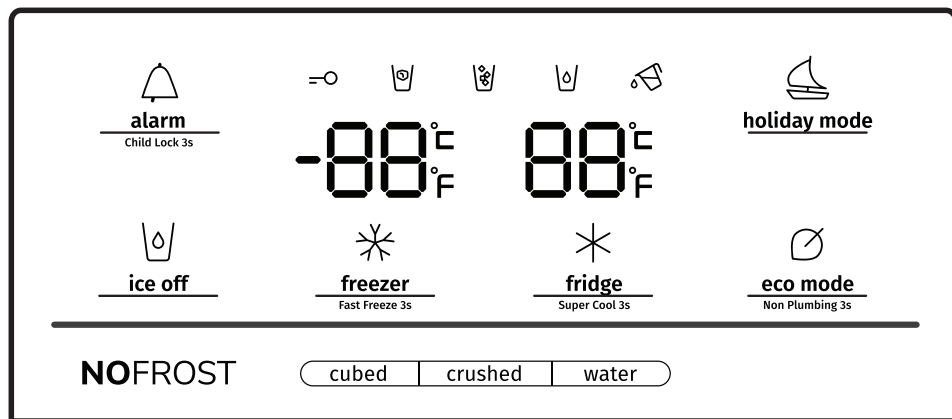 alarm
Child Lock 3s
-88 °C °F
88 °C °F
holiday mode
ice off
freezer
Fast Freeze 3s
fridge
Super Cool 3s
eco mode
Non Plumbing 3s
NOFROST
cubed
crushed
water